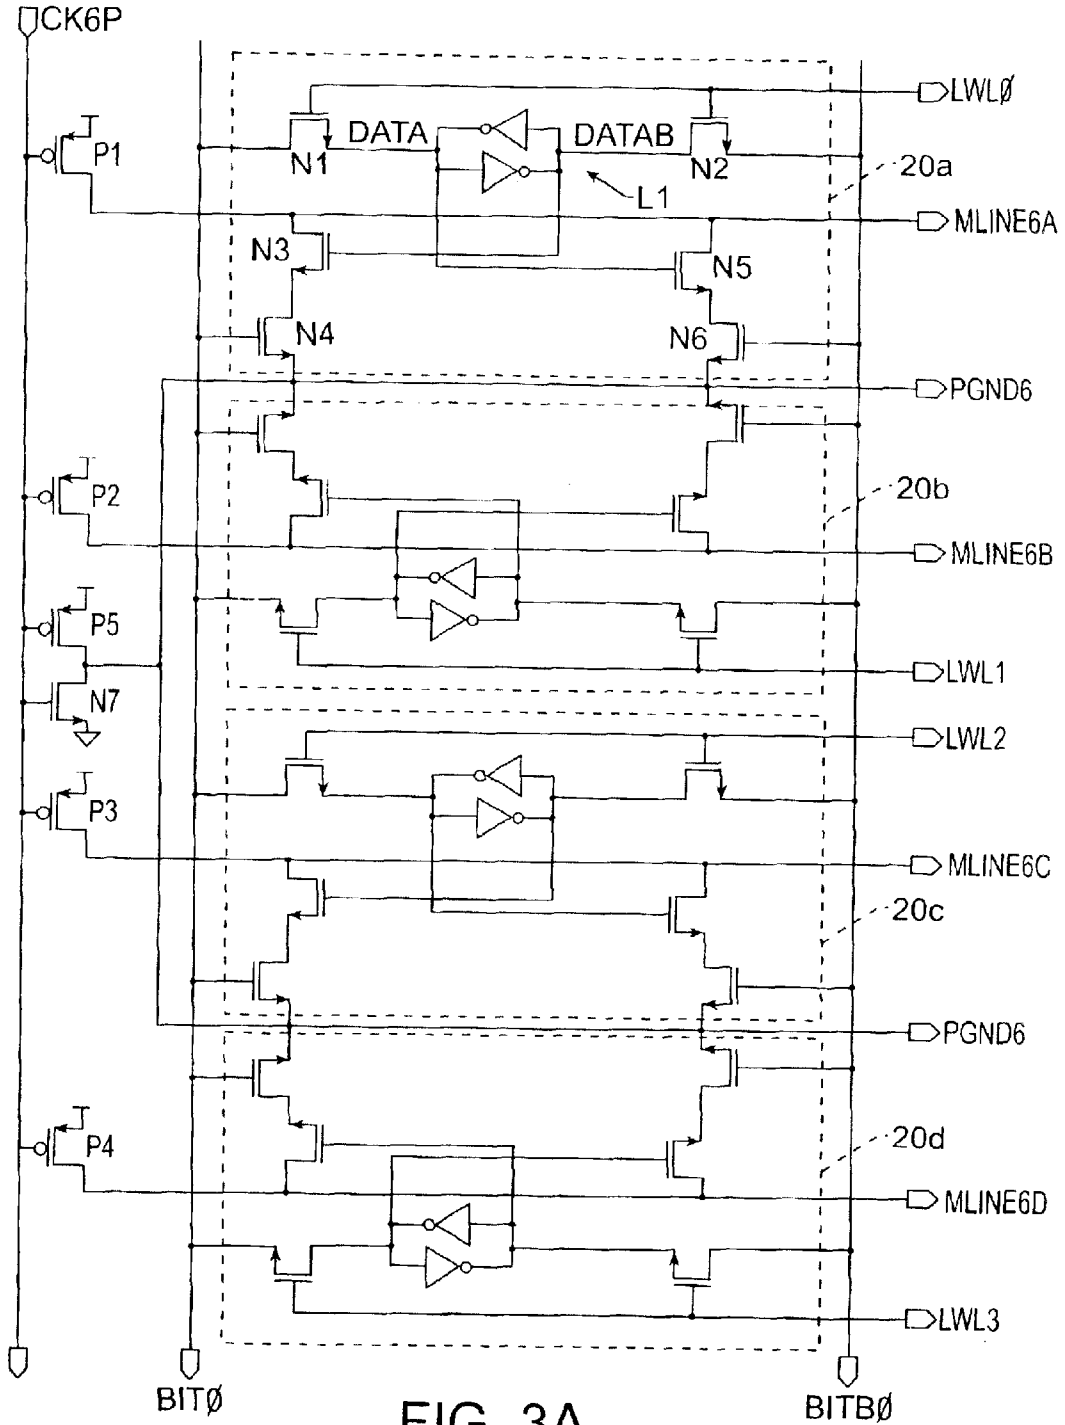 CK6P
LWLØ
P1
DATA
DATAB
N1
N2
20a
L1
MLINE6A
N3
N5
N4
N6
PGND6
P2
20b
MLINE6B
P5
LWL1
N7
LWL2
P3
MLINE6C
20c
PGND6
P4
20d
MLINE6D
LWL3
BITØ
BITBØ
FIG. 3A